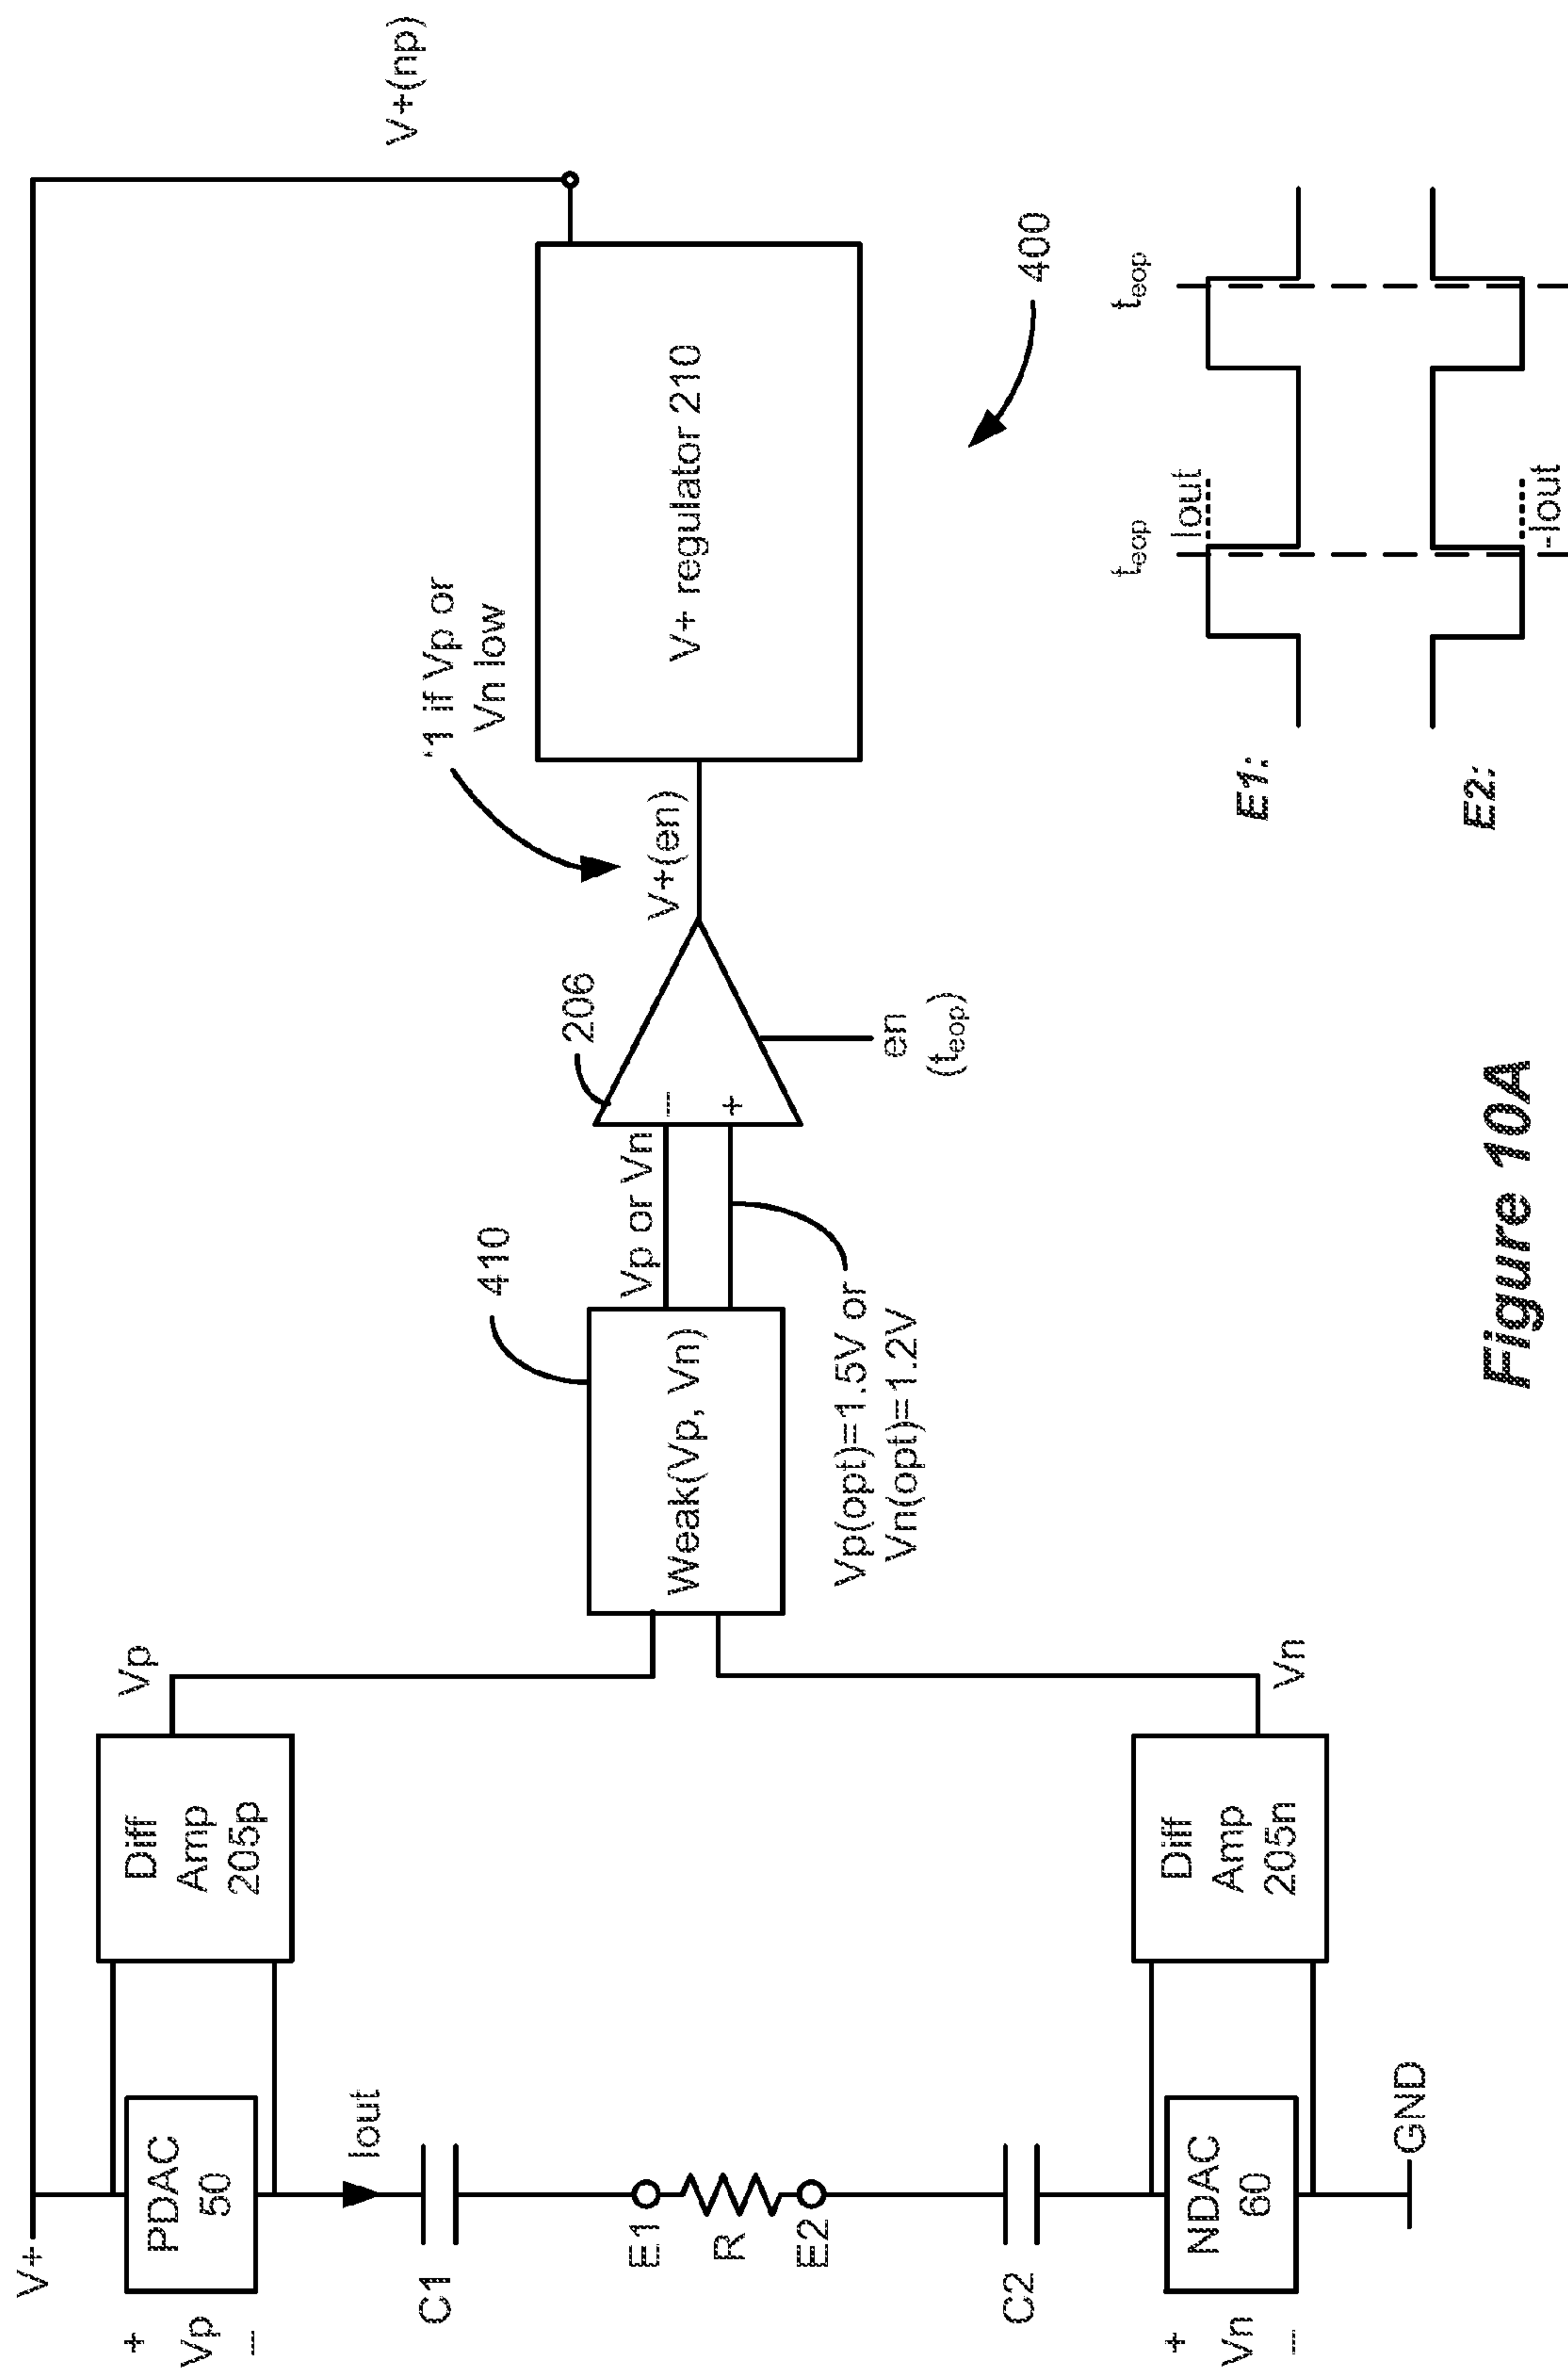 V+
+
Vp
–
PDAC
50
Iout
C1
E1
R
E2
C2
+
Vn
–
NDAC
60
GND
Diff
Amp
205p
Diff
Amp
205n
Vp
Vn
Weak(Vp, Vn)
410
Vp or Vn
Vp(opt)=1.5V or
Vn(opt)=1.2V
206
–
+
en
(teop)
V+(en)
'1 if Vp or
Vn low
V+ regulator 210
V+(np)
400
E1:
E2:
teop
Iout
teop
-Iout
Figure 10A